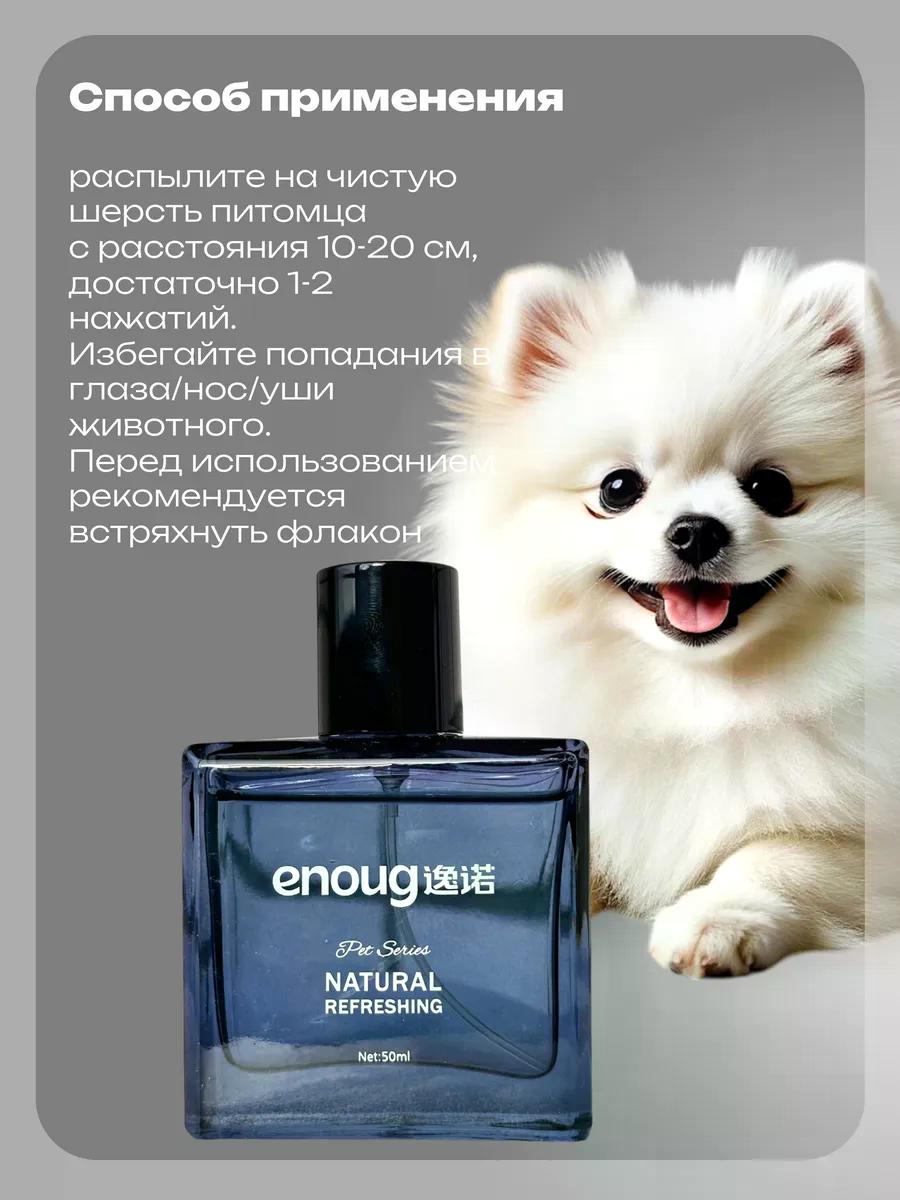 Способ применения
распылите на чистую
шерсть питомца
с расстояния 10-20 см,
достаточно 1-2
нажатий.
Избегайте попадания в
глаза/нос/уши
животного.
Перед использованием
рекомендуется
встряхнуть флакон
enoug逸诺
Pet Series
NATURAL
REFRESHING
Net:50ml